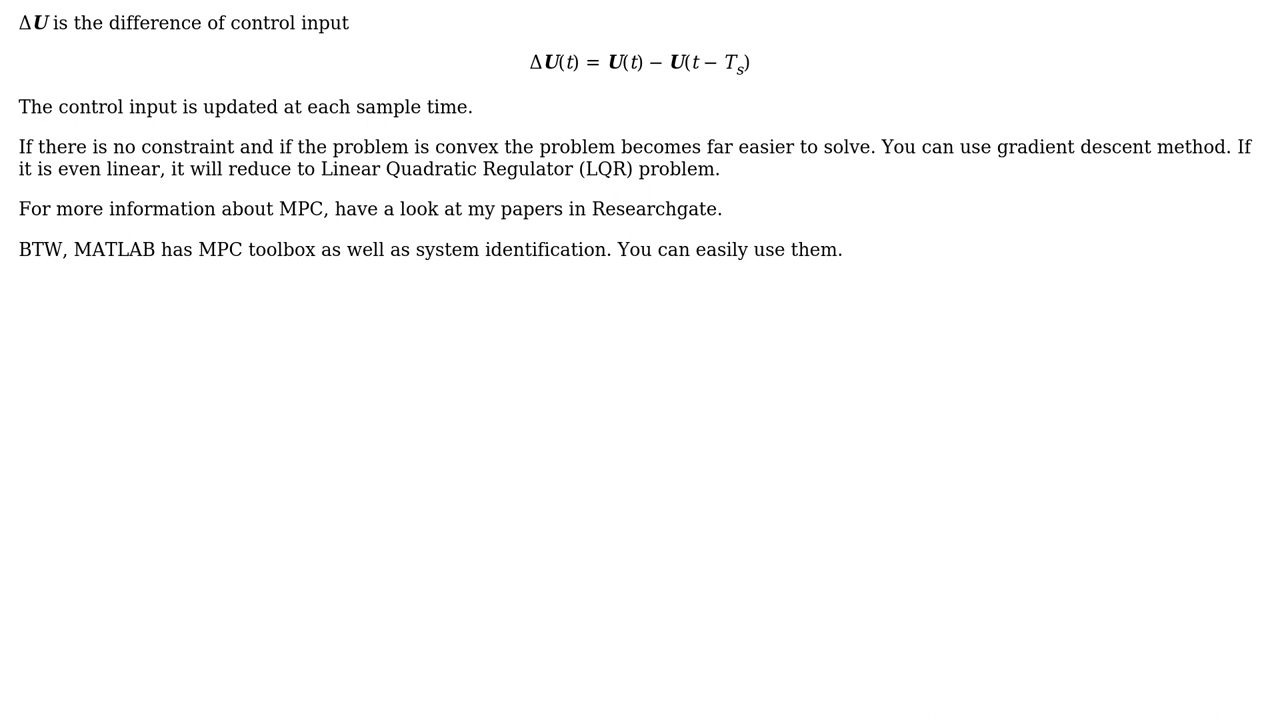 ΔU is the difference of control input
ΔU(t) = U(t) − U(t − Tₛ)
The control input is updated at each sample time.
If there is no constraint and if the problem is convex the problem becomes far easier to solve. You can use gradient descent method. If
it is even linear, it will reduce to Linear Quadratic Regulator (LQR) problem.
For more information about MPC, have a look at my papers in Researchgate.
BTW, MATLAB has MPC toolbox as well as system identification. You can easily use them.